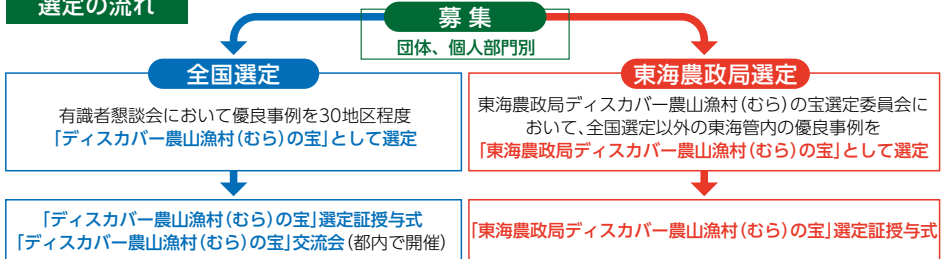 選定の流れ
募集
団体、個人部門別
全国選定
有識者懇談会において優良事例を30地区程度
「ディスカバー農山漁村(むら)の宝」として選定
「ディスカバー農山漁村(むら)の宝」選定証授与式
「ディスカバー農山漁村(むら)の宝」交流会(都内で開催)
東海農政局選定
東海農政局ディスカバー農山漁村(むら)の宝選定委員会に
おいて、全国選定以外の東海管内の優良事例を
「東海農政局ディスカバー農山漁村(むら)の宝」として選定
「東海農政局ディスカバー農山漁村(むら)の宝」選定証授与式